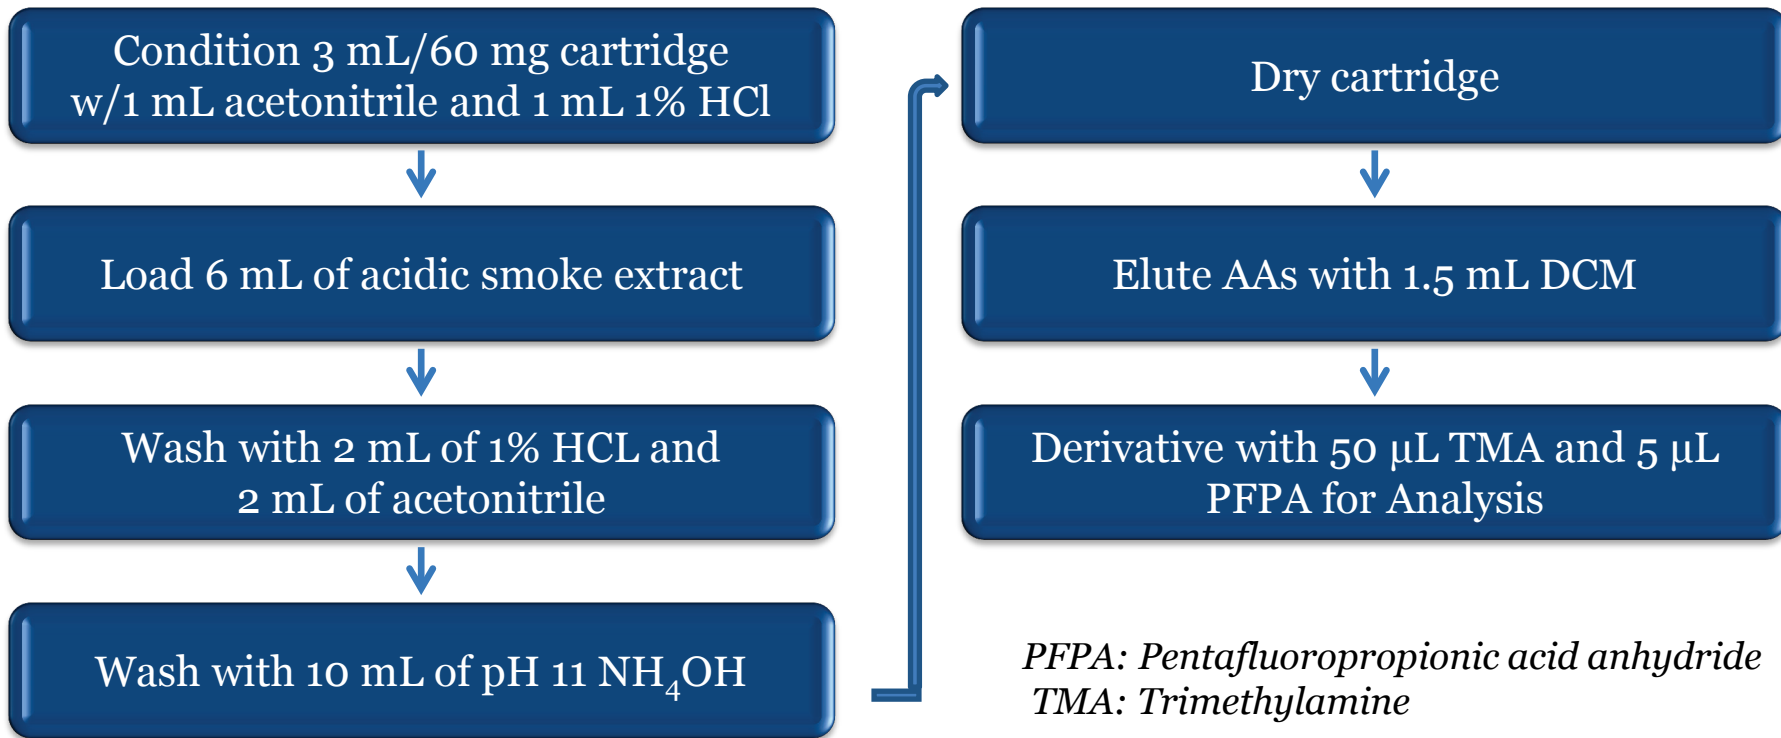 Condition 3 mL/60 mg cartridge
w/1 mL acetonitrile and 1 mL 1% HCl
Load 6 mL of acidic smoke extract
Wash with 2 mL of 1% HCL and
2 mL of acetonitrile
Wash with 10 mL of pH 11 NH₄OH
Dry cartridge
Elute AAs with 1.5 mL DCM
Derivative with 50 µL TMA and 5 µL
PFPA for Analysis
PFPA: Pentafluoropropionic acid anhydride
TMA: Trimethylamine